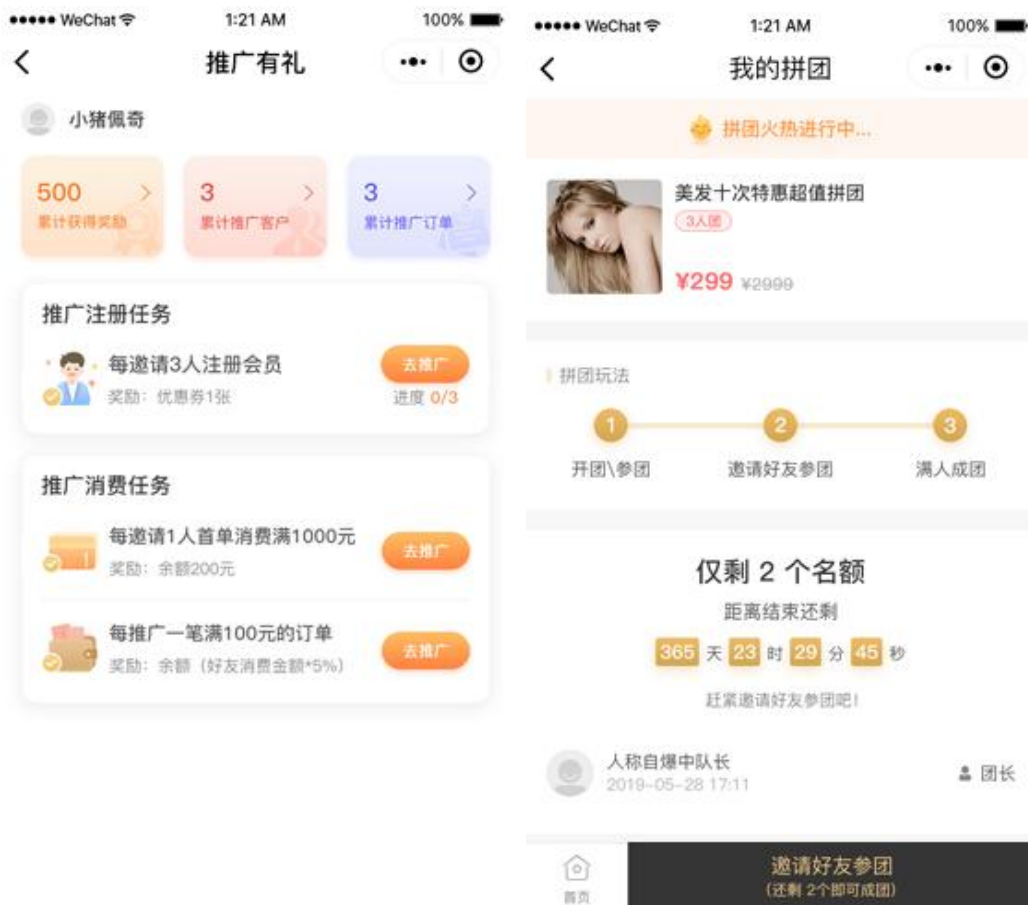 WeChat 1:21 AM 100%
推广有礼
小猪佩奇
500 3 3
累计获得奖励 累计推广客户 累计推广订单
推广注册任务
每邀请3人注册会员 去推广
奖励：优惠券1张 进度 0/3
推广消费任务
每邀请1人首单消费满1000元 去推广
奖励：余额200元
每推广一笔满100元的订单 去推广
奖励：余额（好友消费金额*5%）
WeChat 1:21 AM 100%
我的拼团
拼团火热进行中...
美发十次特惠超值拼团
3人团
¥299 ¥2999
拼团玩法
1 2 3
开团\参团 邀请好友参团 满人成团
仅剩 2 个名额
距离结束还剩
365 天 23 时 29 分 45 秒
赶紧邀请好友参团吧！
人称自爆中队长 团长
2019-05-28 17:11
首页 邀请好友参团
(还剩 2个即可成团)